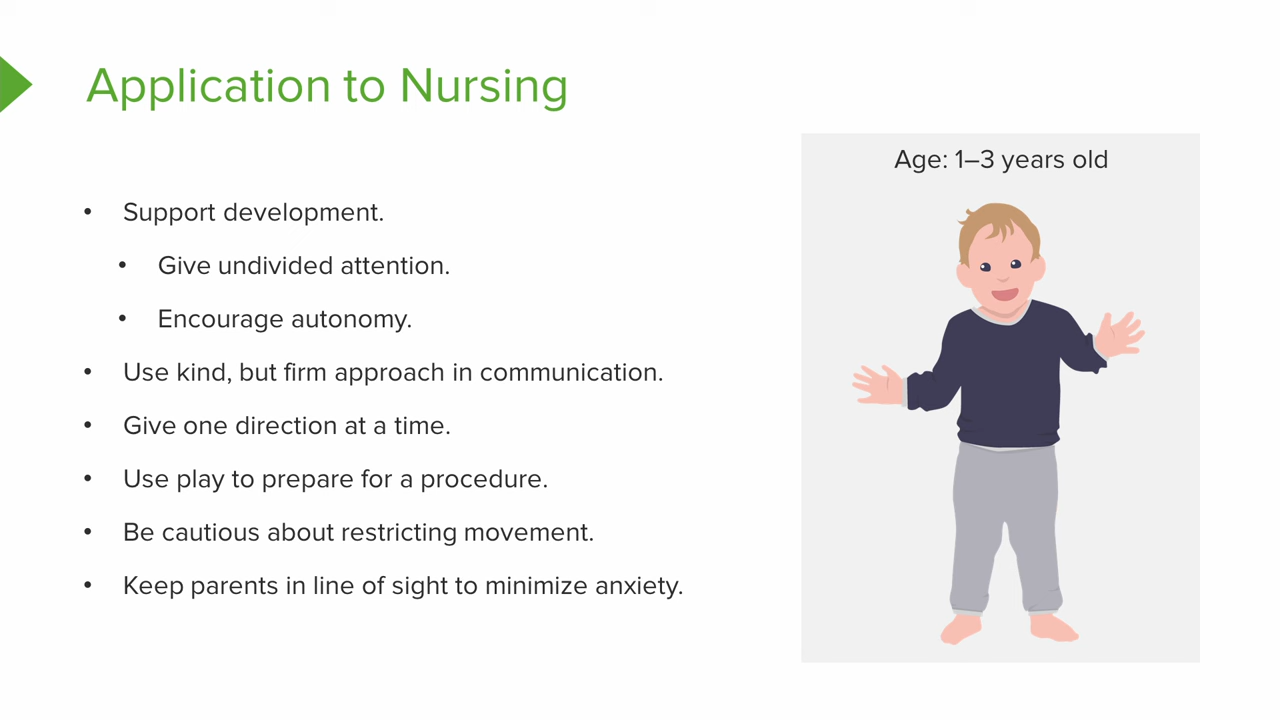 Application to Nursing
• Support development.
• Give undivided attention.
• Encourage autonomy.
• Use kind, but firm approach in communication.
• Give one direction at a time.
• Use play to prepare for a procedure.
• Be cautious about restricting movement.
• Keep parents in line of sight to minimize anxiety.
Age: 1–3 years old